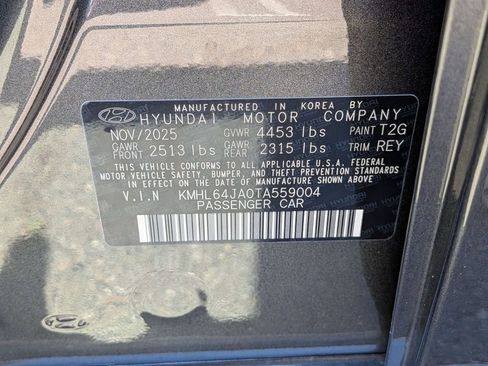 MANUFACTURED IN KOREA BY
HYUNDAI MOTOR COMPANY
NOV/2025 GVWR 4453 lbs PAINT T2G
GAWR FRONT 2513 lbs GAWR REAR 2315 lbs TRIM REY
THIS VEHICLE CONFORMS TO ALL APPLICABLE U.S.A. FEDERAL
MOTOR VEHICLE SAFETY, BUMPER, AND THEFT PREVENTION STANDARDS
IN EFFECT ON THE DATE OF MANUFACTURE SHOWN ABOVE
V.I.N KMHL64JA0TA559004
PASSENGER CAR